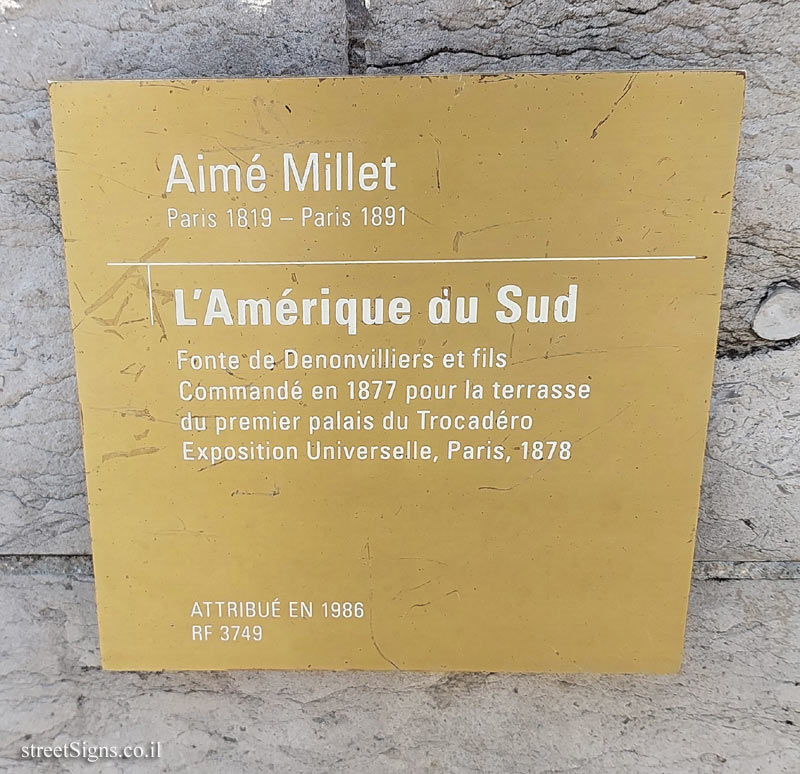 Aimé Millet
Paris 1819 – Paris 1891
L'Amérique du Sud
Fonte de Denonvilliers et fils
Commandé en 1877 pour la terrasse
du premier palais du Trocadéro
Exposition Universelle, Paris, 1878
ATTRIBUÉ EN 1986
RF 3749
streetSigns.co.il